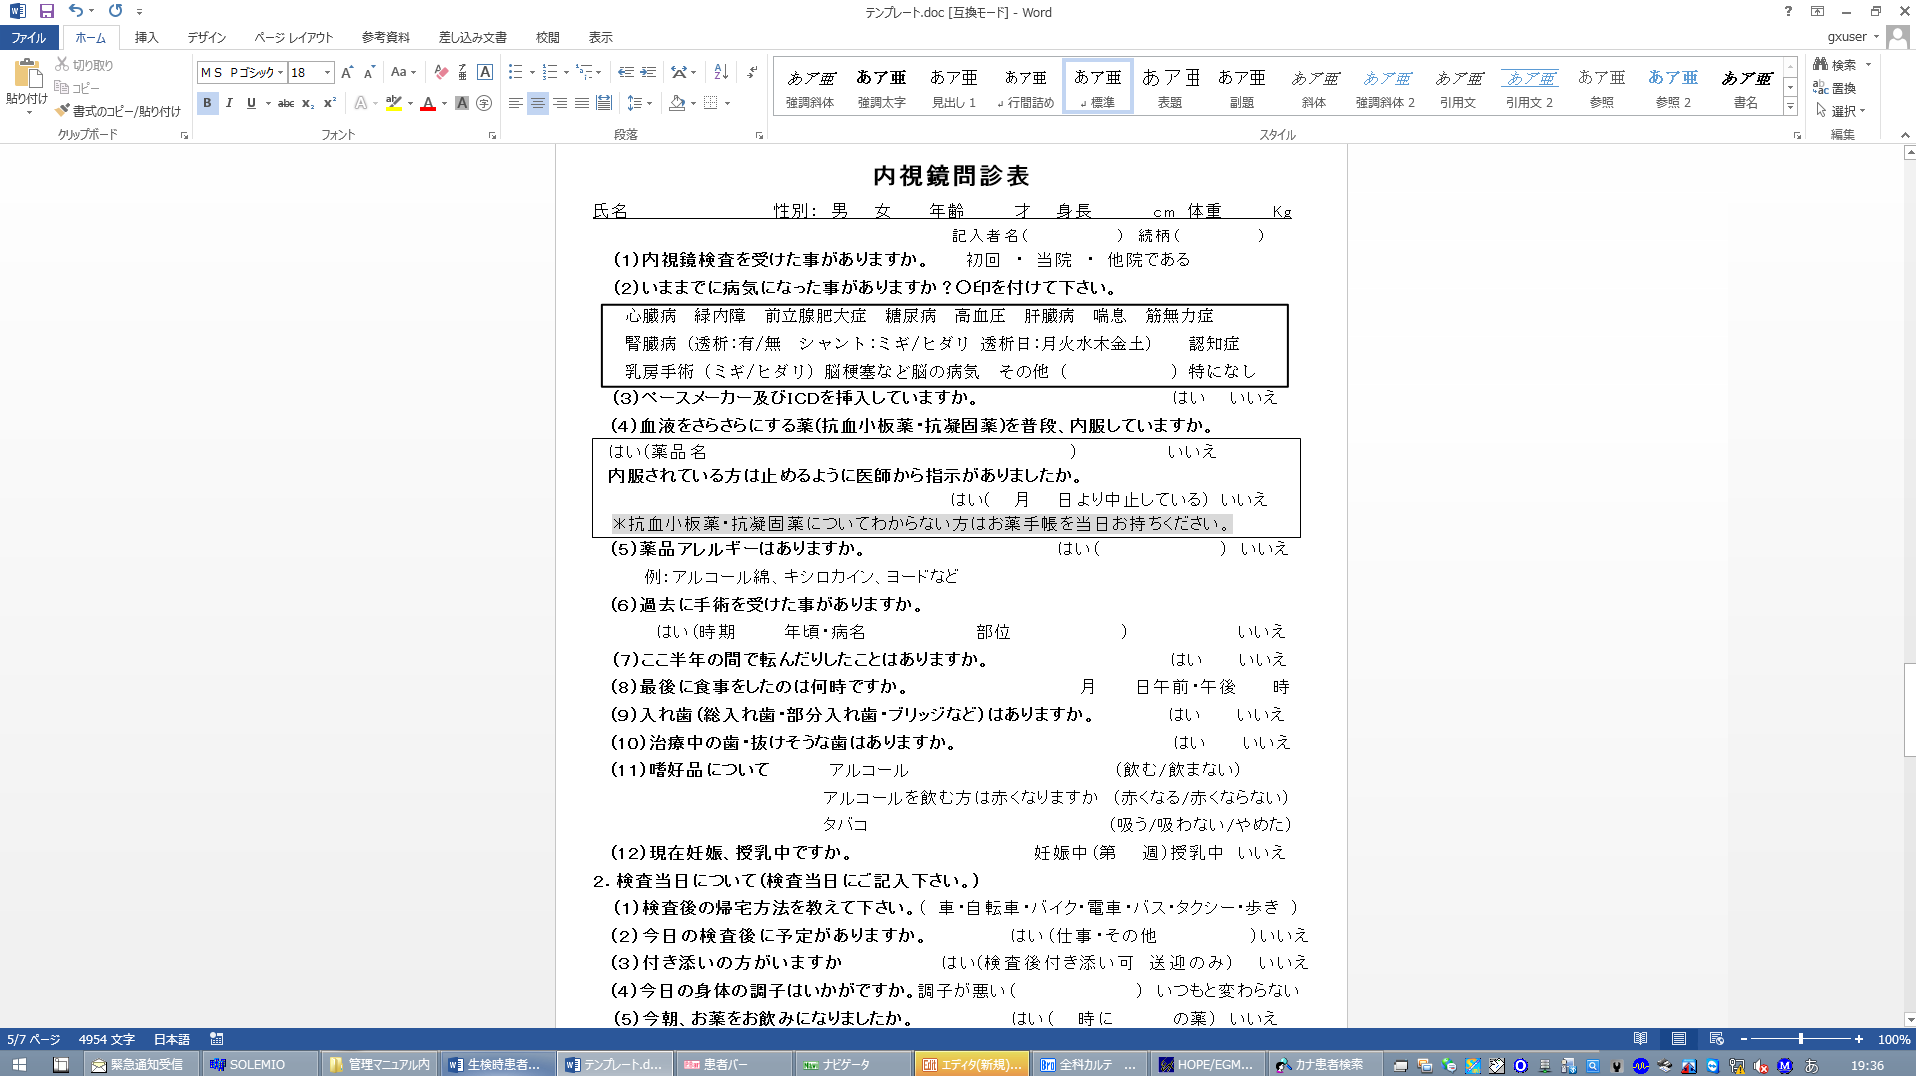 テンプレート.doc [互換モード] - Word
ファイル ホーム 挿入 デザイン ページ レイアウト 参考資料 差し込み文書 校閲 表示 gxuser
貼り付け 切り取り コピー 書式のコピー/貼り付け
クリップボード
ＭＳ Ｐゴシック 18
フォント
段落
あア亜 あア亜 あア亜 あア亜 あア亜 あア亜 あア亜 あア亜 あア亜 あア亜 あア亜 あア亜 あア亜 あア亜
強調斜体 強調太字 見出し 1 行間詰め 標準 表題 副題 斜体 強調斜体 2 引用文 引用文 2 参照 参照 2 書名
スタイル
検索
置換
選択
編集
内視鏡問診表
氏名 性別： 男 女 年齢 才 身長 cm 体重 Kg
記入者名（ ） 続柄（ ）
（1）内視鏡検査を受けた事がありますか。 初回 ・ 当院 ・ 他院である
（2）いままでに病気になった事がありますか？〇印を付けて下さい。
心臓病 緑内障 前立腺肥大症 糖尿病 高血圧 肝臓病 喘息 筋無力症
腎臓病（透析：有/無 シャント：ミギ/ヒダリ 透析日：月火水木金土） 認知症
乳房手術（ミギ/ヒダリ）脳梗塞など脳の病気 その他（ ）特になし
（3）ペースメーカー及びICDを挿入していますか。 はい いいえ
（4）血液をさらさらにする薬（抗血小板薬・抗凝固薬）を普段、内服していますか。
はい（薬品名 ） いいえ
内服されている方は止めるように医師から指示がありましたか。
はい（ 月 日より中止している） いいえ
※抗血小板薬・抗凝固薬についてわからない方はお薬手帳を当日お持ちください。
（5）薬品アレルギーはありますか。 はい（ ） いいえ
例：アルコール綿、キシロカイン、ヨードなど
（6）過去に手術を受けた事がありますか。
はい（時期 年頃・病名 部位 ） いいえ
（7）ここ半年の間で転んだりしたことはありますか。 はい いいえ
（8）最後に食事をしたのは何時ですか。 月 日午前・午後 時
（9）入れ歯（総入れ歯・部分入れ歯・ブリッジなど）はありますか。 はい いいえ
（10）治療中の歯・抜けそうな歯はありますか。 はい いいえ
（11）嗜好品について アルコール （飲む/飲まない）
アルコールを飲む方は赤くなりますか （赤くなる/赤くならない）
タバコ （吸う/吸わない/やめた）
（12）現在妊娠、授乳中ですか。 妊娠中（第 週）授乳中 いいえ
2．検査当日について（検査当日にご記入下さい。）
（1）検査後の帰宅方法を教えて下さい。（ 車・自転車・バイク・電車・バス・タクシー・歩き ）
（2）今日の検査後に予定がありますか。 はい（仕事・その他 ）いいえ
（3）付き添いの方がいますか はい（検査後付き添い可 送迎のみ） いいえ
（4）今日の身体の調子はいかがですか。調子が悪い（ ） いつもと変わらない
（5）今朝、お薬をお飲みになりましたか。 はい（ 時に の薬） いいえ
5/7 ページ 4954 文字 日本語 100%
緊急通知受信 SOLEMIO 管理マニュアル内 生検時患者... テンプレート.d... 患者バー ナビゲータ エディタ(新規)... 全科カルテ ... HOPE/EGM... カナ患者検索 あ 19:36